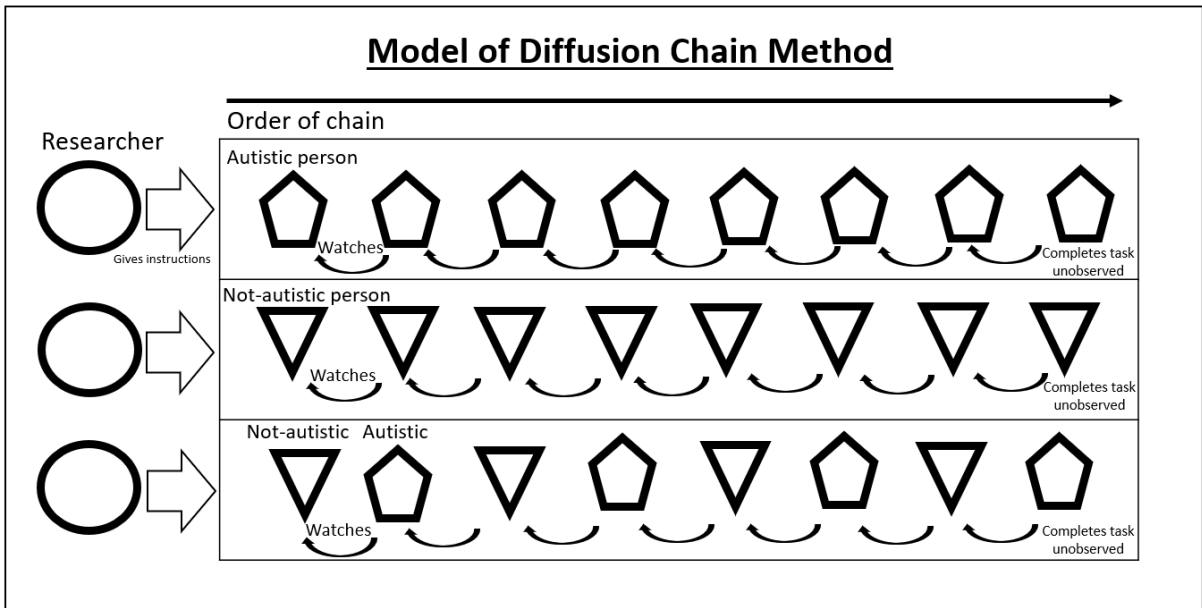 Model of Diffusion Chain Method
Order of chain
Researcher
Gives instructions
Autistic person
Watches
Completes task
unobserved
Not-autistic person
Watches
Completes task
unobserved
Not-autistic
Autistic
Watches
Completes task
unobserved